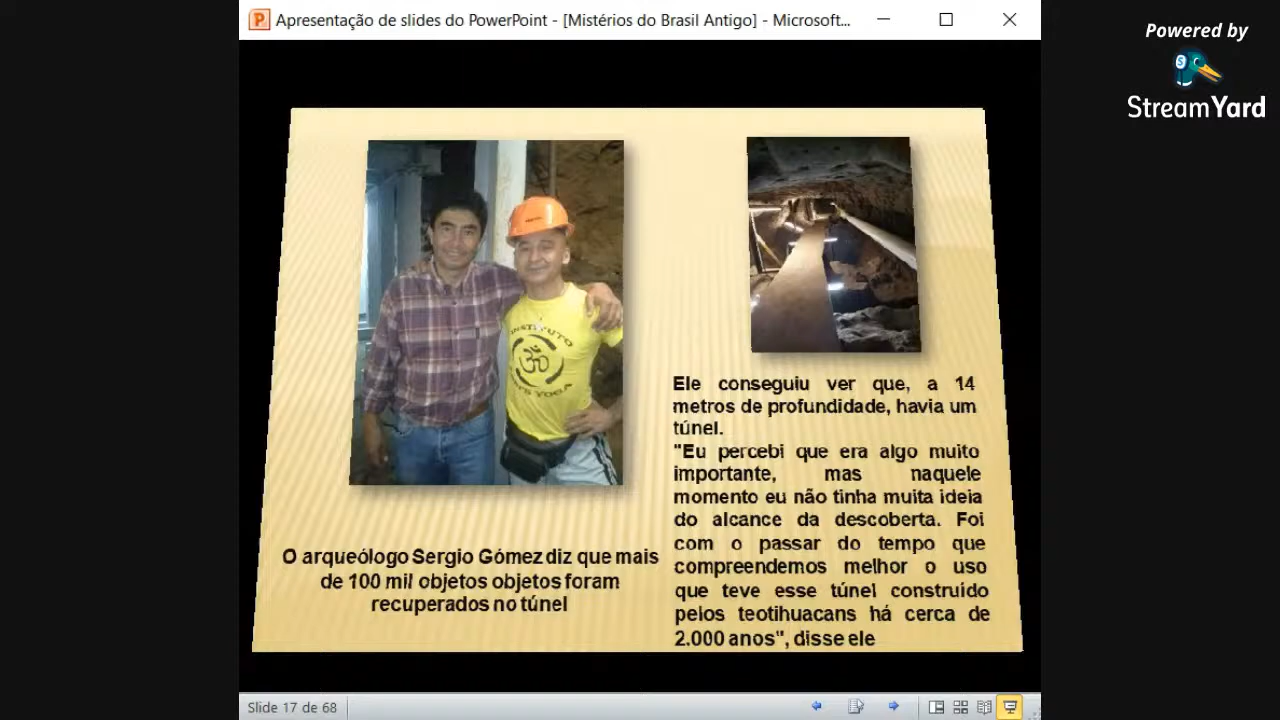 Apresentação de slides do PowerPoint - [Mistérios do Brasil Antigo] - Microsoft...
Powered by
StreamYard
INSTITUTO
YOGA
O arqueólogo Sergio Gómez diz que mais
de 100 mil objetos objetos foram
recuperados no túnel
Ele conseguiu ver que, a 14
metros de profundidade, havia um
túnel.
"Eu percebi que era algo muito
importante, mas naquele
momento eu não tinha muita ideia
do alcance da descoberta. Foi
com o passar do tempo que
compreendemos melhor o uso
que teve esse túnel construído
pelos teotihuacans há cerca de
2.000 anos", disse ele
Slide 17 de 68